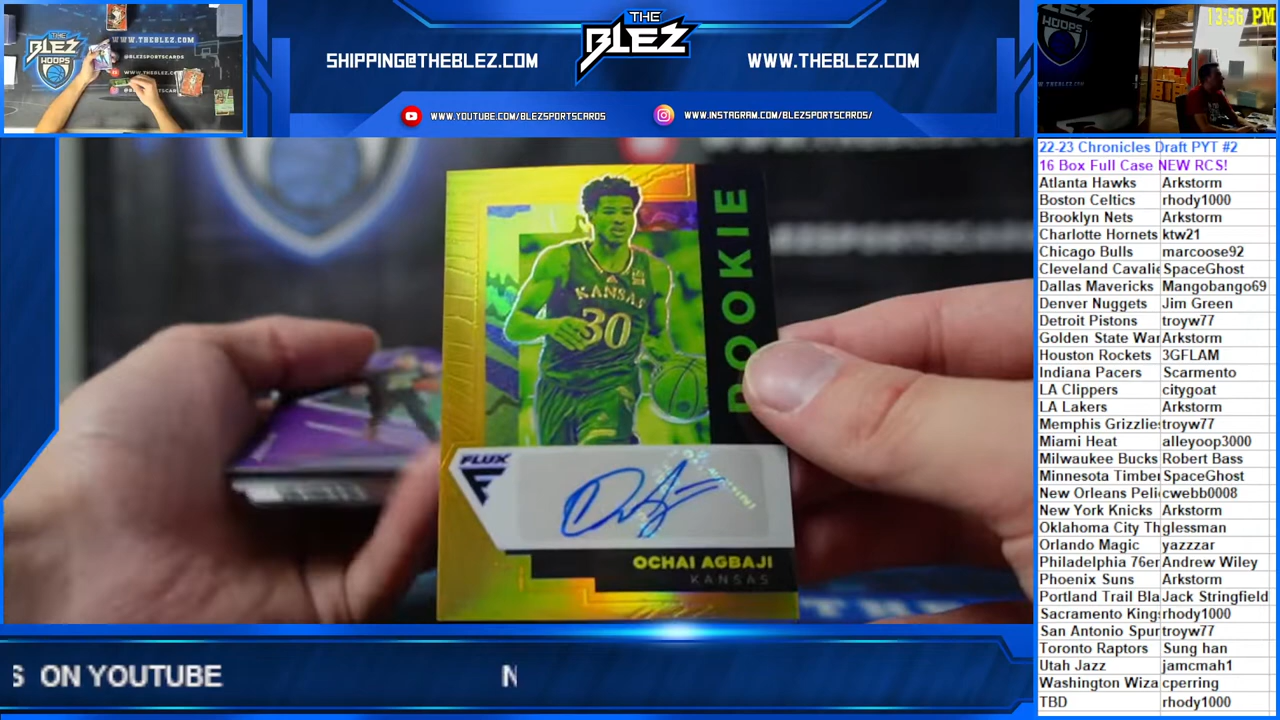 THE
BLEZ
HOOPS
WWW.THEBLEZ.COM
SHIPPING@THEBLEZ.COM
THE
BLEZ
WWW.THEBLEZ.COM
WWW.YOUTUBE.COM/BLEZSPORTSCARDS
WWW.INSTAGRAM.COM/BLEZSPORTSCARDS/
HOOPS
13:56 PM
22-23 Chronicles Draft PYT #2
16 Box Full Case NEW RCS!
Atlanta Hawks Arkstorm
Boston Celtics rhody1000
Brooklyn Nets Arkstorm
Charlotte Hornets ktw21
Chicago Bulls marcoose92
Cleveland Cavalie SpaceGhost
Dallas Mavericks Mangobango69
Denver Nuggets Jim Green
Detroit Pistons troyw77
Golden State War Arkstorm
Houston Rockets 3GFLAM
Indiana Pacers Scarmento
LA Clippers citygoat
LA Lakers Arkstorm
Memphis Grizzlies troyw77
Miami Heat alleyoop3000
Milwaukee Bucks Robert Bass
Minnesota Timber SpaceGhost
New Orleans Peli cwebb0008
New York Knicks Arkstorm
Oklahoma City Th glessman
Orlando Magic yazzzar
Philadelphia 76er Andrew Wiley
Phoenix Suns Arkstorm
Portland Trail Bla Jack Stringfield
Sacramento King rhody1000
San Antonio Spur troyw77
Toronto Raptors Sung han
Utah Jazz jamcmah1
Washington Wiza cperring
TBD rhody1000
ROOKIE
KANSAS
30
FLUX
OCHAI AGBAJI
KANSAS
S ON YOUTUBE N